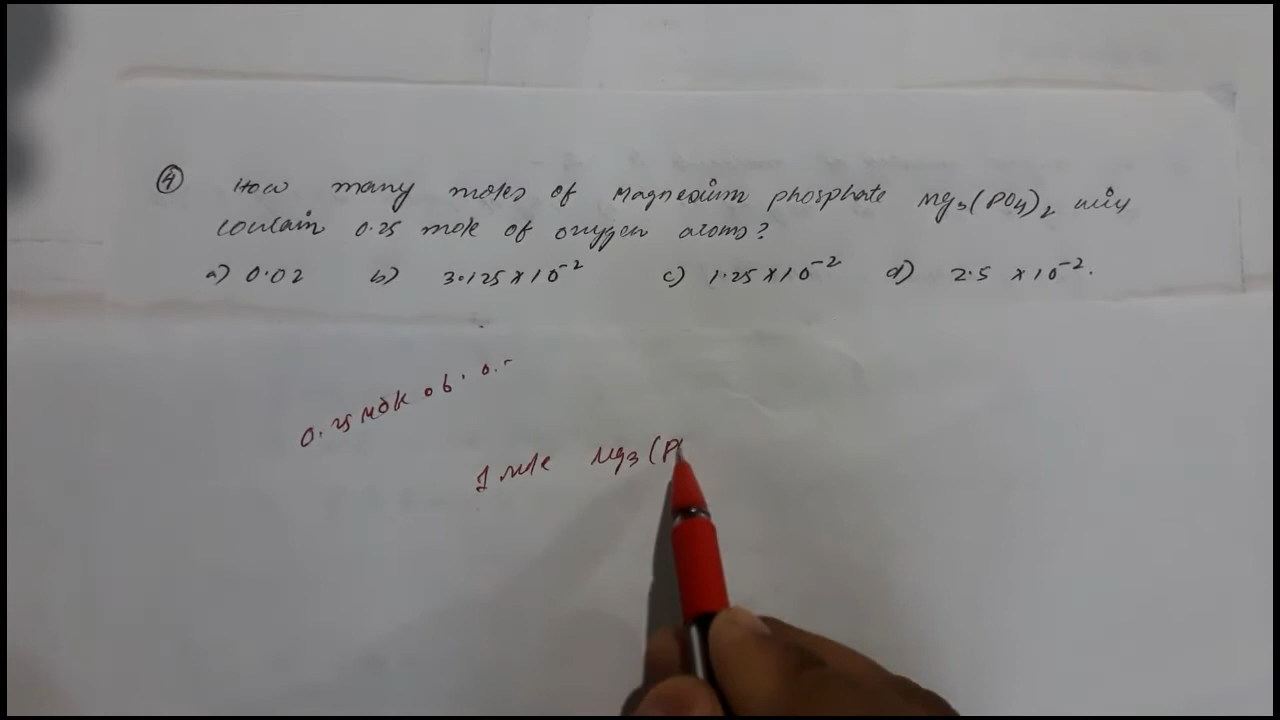 ④ How many moles of Magnesium phosphate Mg₃(PO₄)₂ will
contain 0.25 mole of oxygen atoms?
a) 0.02 b) 3.125 x 10⁻² c) 1.25 x 10⁻² d) 2.5 x 10⁻².
0.25 mole of
1 mole Mg₃(P